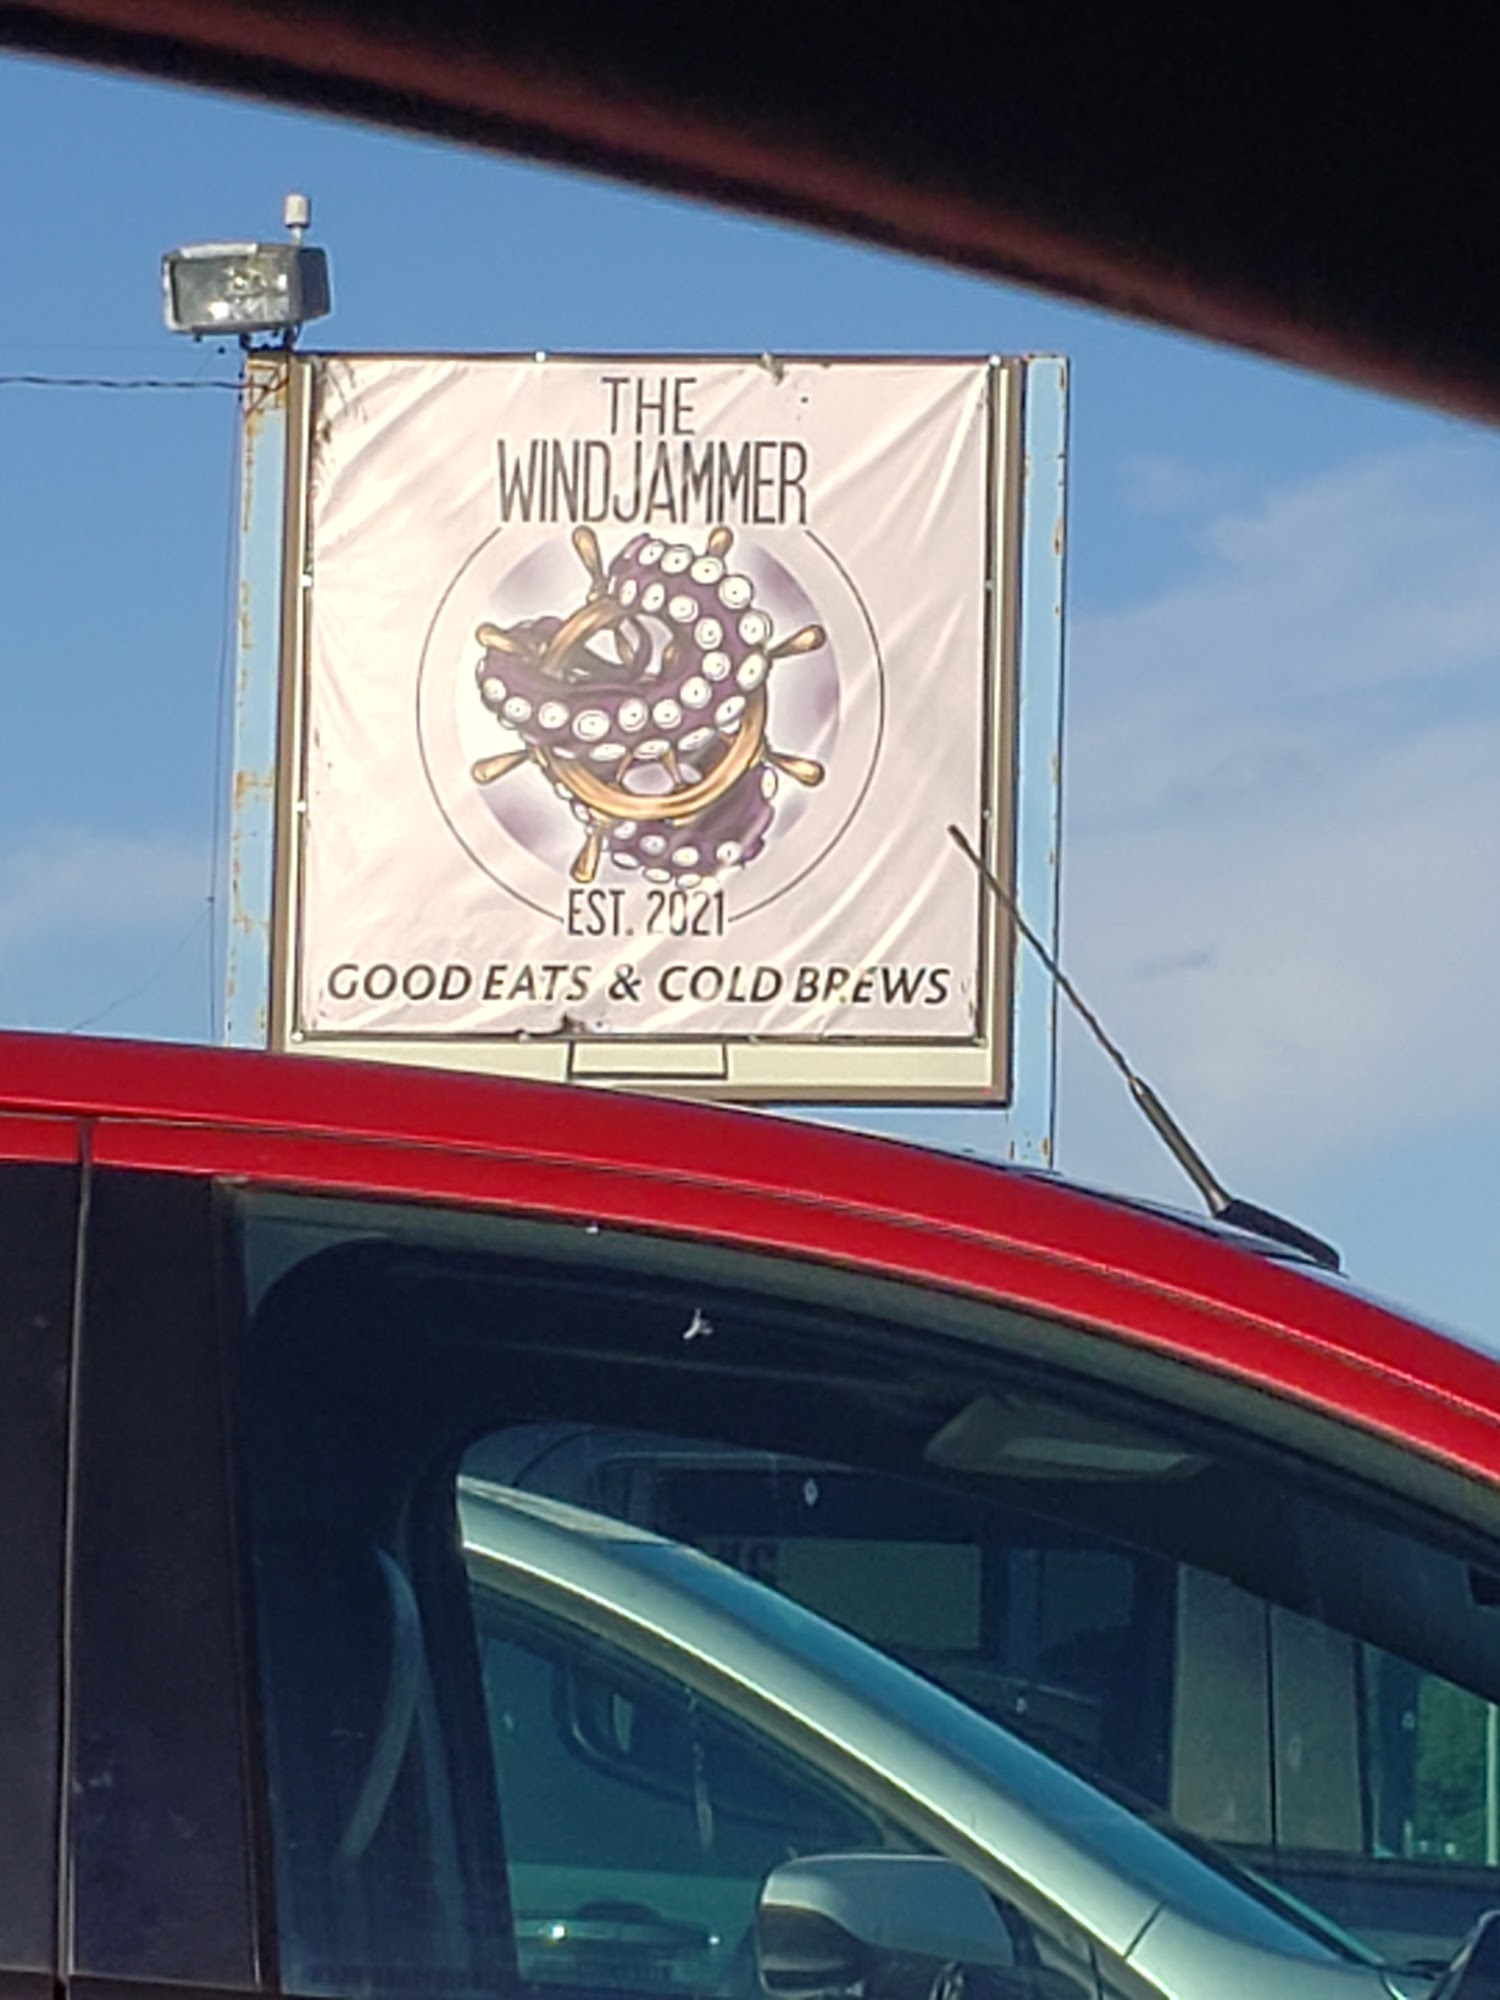 THE
WINDJAMMER
EST. 2021
GOOD EATS & COLD BREWS